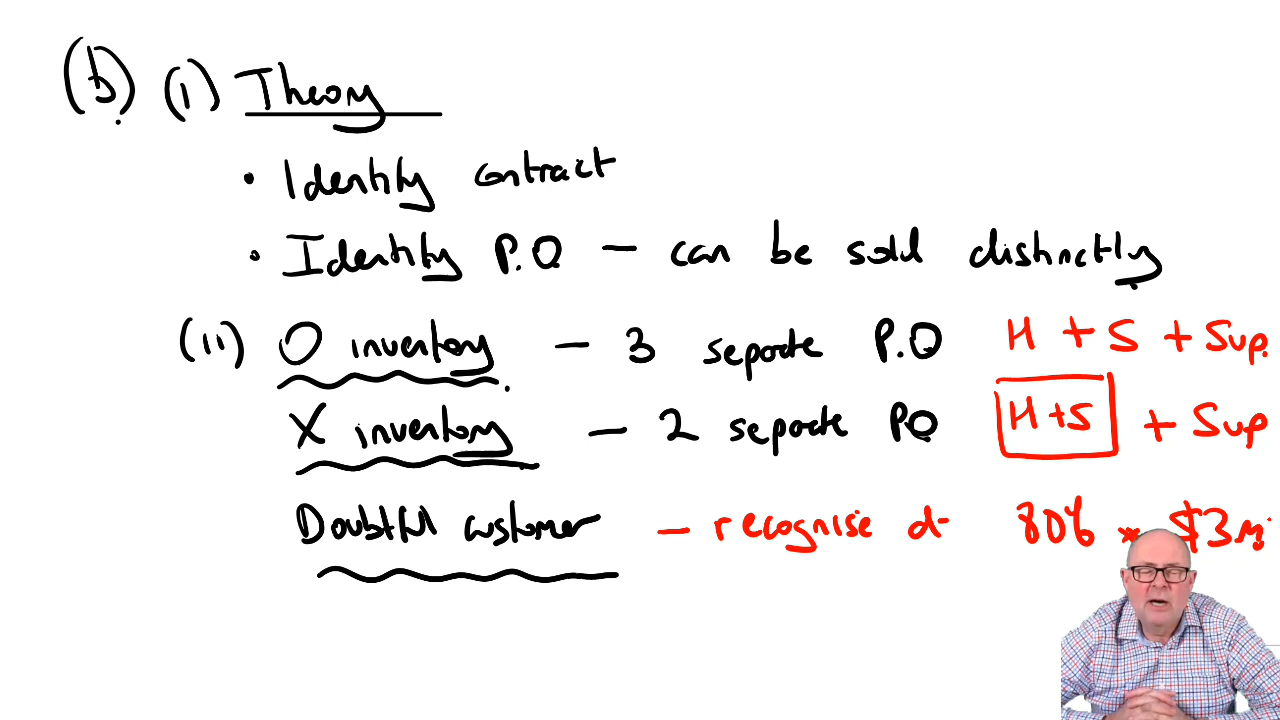 (b) (i) Theory
• Identify contract
• Identify P.O – can be sold distinctly
(ii) O inventory – 3 separate P.O H + S + Sup.
X inventory – 2 separate PO H+S + Sup
Doubtful customer – recognise at 80% * $3m